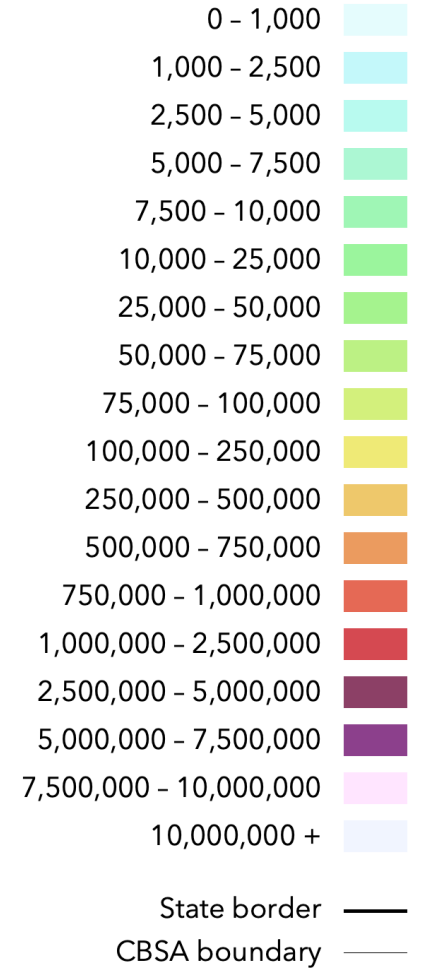 0 – 1,000
1,000 – 2,500
2,500 – 5,000
5,000 – 7,500
7,500 – 10,000
10,000 – 25,000
25,000 – 50,000
50,000 – 75,000
75,000 – 100,000
100,000 – 250,000
250,000 – 500,000
500,000 – 750,000
750,000 – 1,000,000
1,000,000 – 2,500,000
2,500,000 – 5,000,000
5,000,000 – 7,500,000
7,500,000 – 10,000,000
10,000,000 +
State border
CBSA boundary